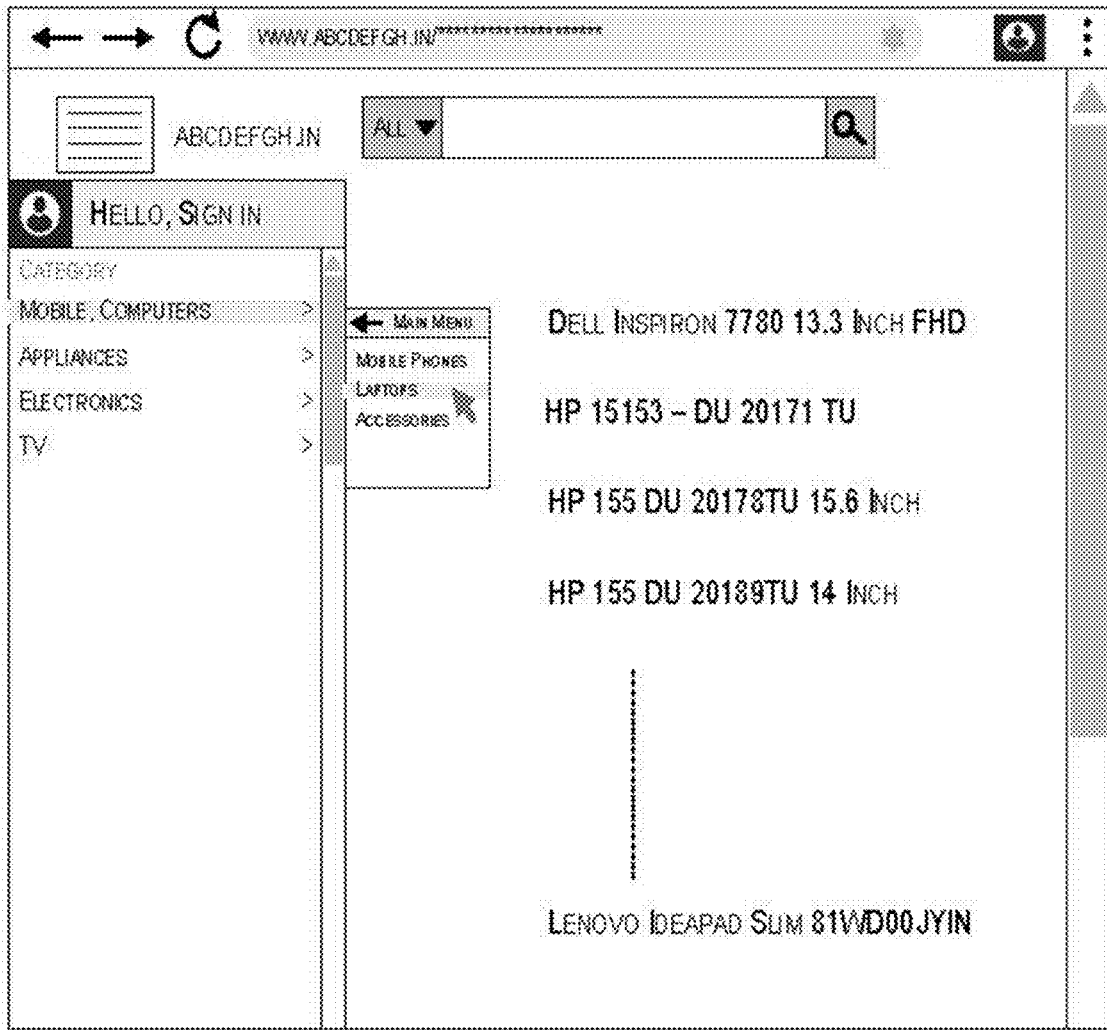 WWW.ABCDEFGH.IN/*********************
ABCDEFGH.IN
ALL
HELLO, SIGN IN
CATEGORY
MOBILE, COMPUTERS >
APPLIANCES >
ELECTRONICS >
TV >
MAIN MENU
MOBILE PHONES
LAPTOPS
ACCESSORIES
DELL INSPIRON 7780 13.3 INCH FHD
HP 15153 – DU 20171 TU
HP 155 DU 20178TU 15.6 INCH
HP 155 DU 20189TU 14 INCH
LENOVO IDEAPAD SLIM 81WD00JYIN